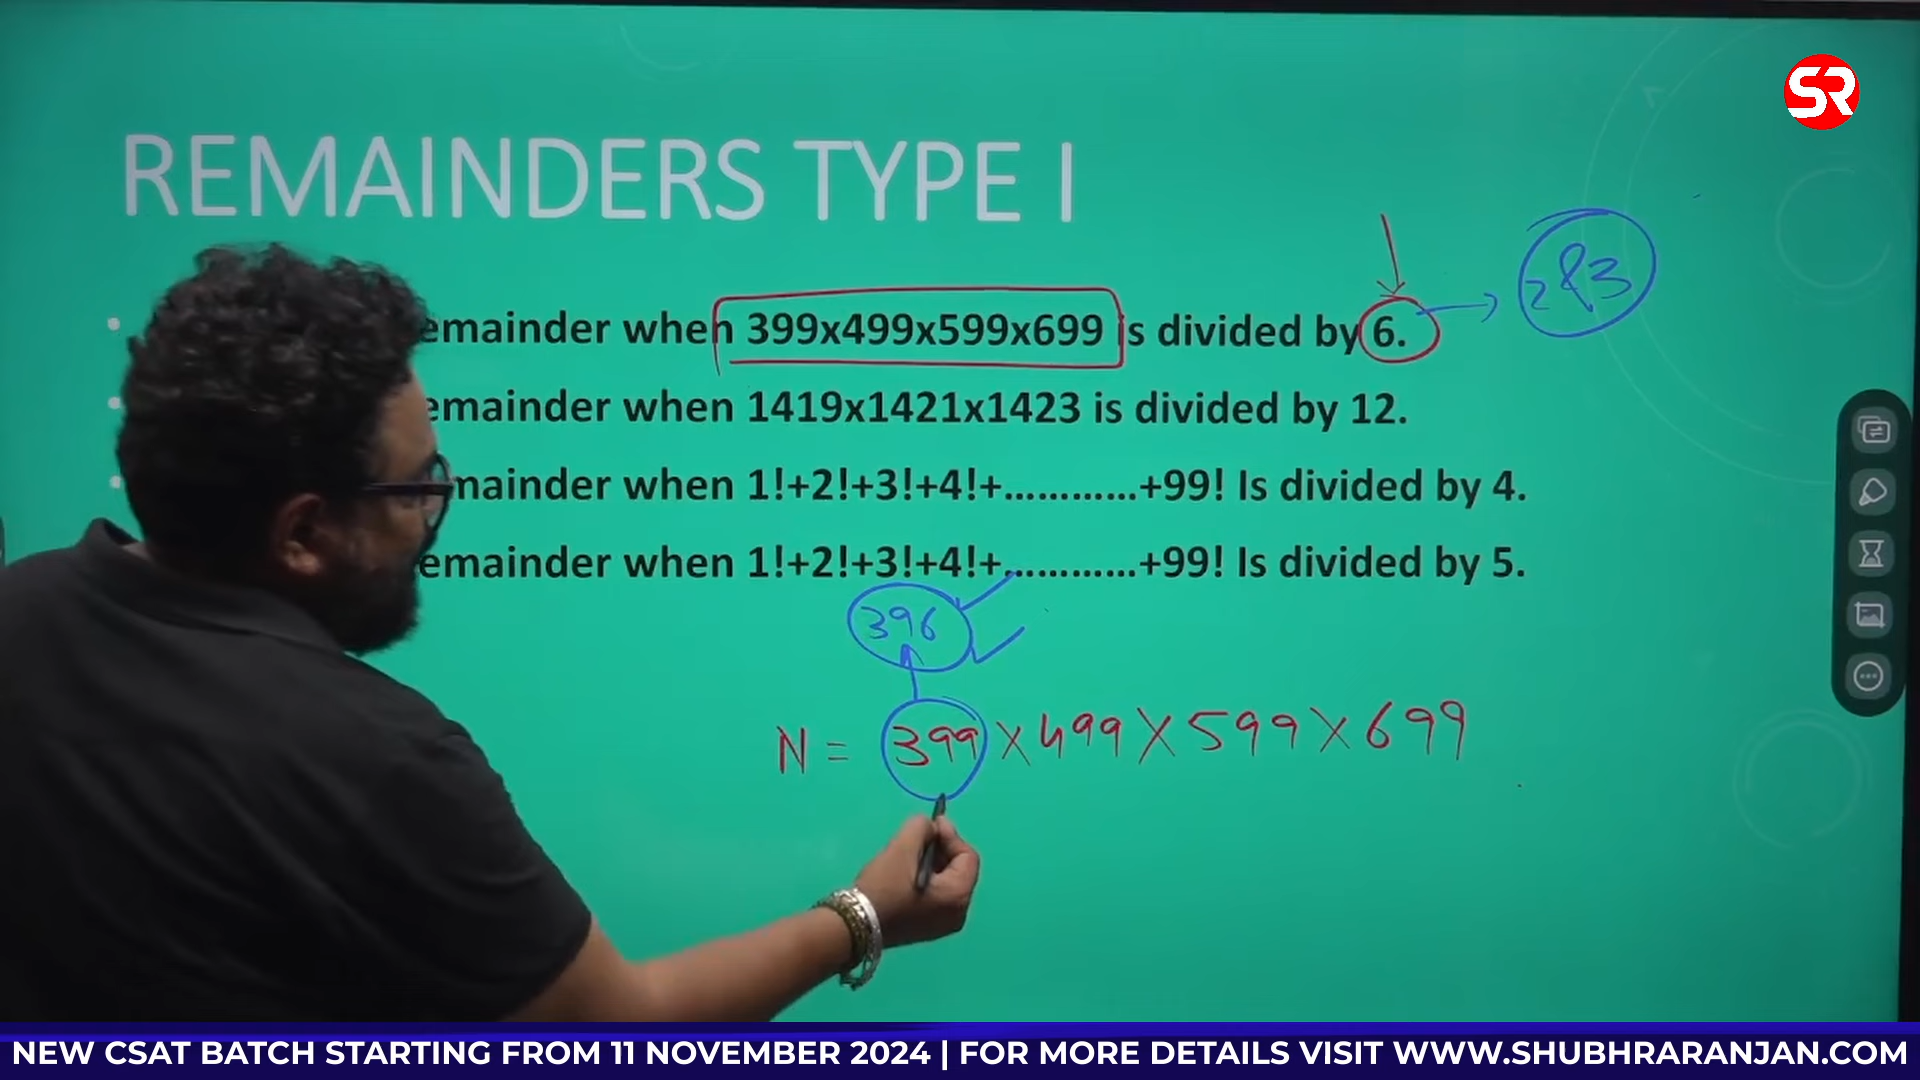 SR
REMAINDERS TYPE I
emainder when 399x499x599x699 is divided by 6.
2&3
emainder when 1419x1421x1423 is divided by 12.
mainder when 1!+2!+3!+4!+............+99! Is divided by 4.
emainder when 1!+2!+3!+4!+............+99! Is divided by 5.
396
N = 399 X 499 X 599 X 699
NEW CSAT BATCH STARTING FROM 11 NOVEMBER 2024 | FOR MORE DETAILS VISIT WWW.SHUBHRARANJAN.COM